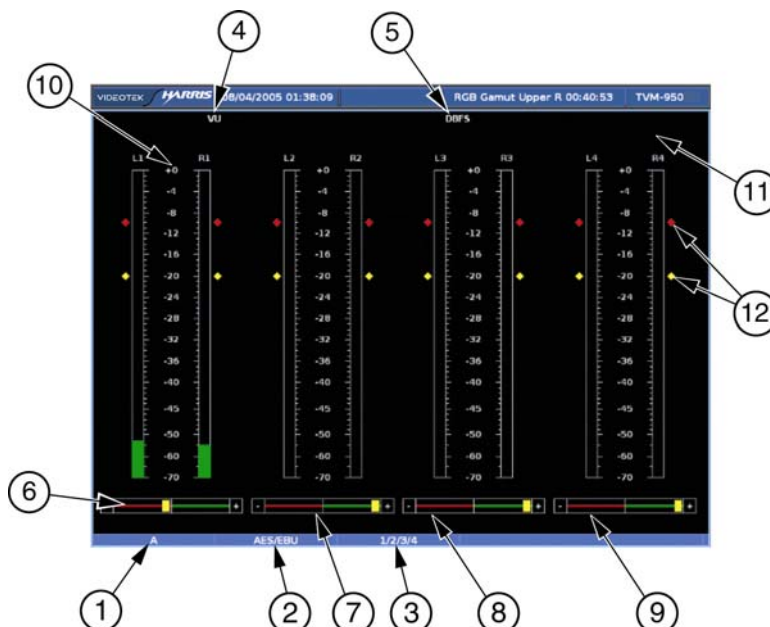 4
5
10
VIDEOTEK HARRIS 08/04/2005 01:38:09 RGB Gamut Upper R 00:40:53 TVM-950
VU DBFS
L1 R1 L2 R2 L3 R3 L4 R4
+0 +0 +0 +0
-4 -4 -4 -4
-8 -8 -8 -8
-12 -12 -12 -12
-16 -16 -16 -16
-20 -20 -20 -20
-24 -24 -24 -24
-28 -28 -28 -28
-32 -32 -32 -32
-36 -36 -36 -36
-40 -40 -40 -40
-45 -45 -45 -45
-50 -50 -50 -50
-60 -60 -60 -60
-70 -70 -70 -70
11
12
6
- + - + - + - +
A AES/EBU 1/2/3/4
1 2 7 3 8 9